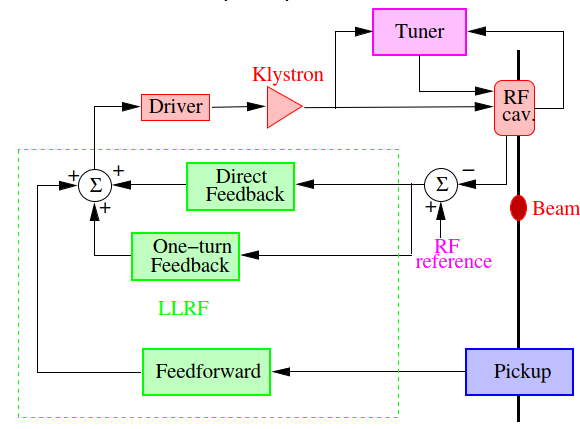 Tuner
Klystron
Driver
RF
cav.
+
+
Σ
+
Direct
Feedback
−
Σ
+
Beam
One−turn
Feedback
RF
reference
LLRF
Feedforward
Pickup